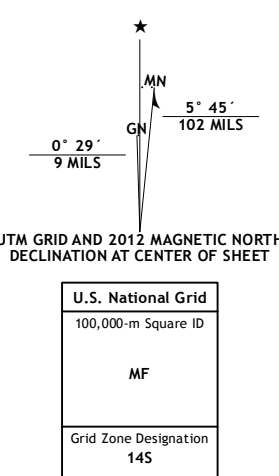 ★
MN
GN
5° 45´
102 MILS
0° 29´
9 MILS
UTM GRID AND 2012 MAGNETIC NORTH
DECLINATION AT CENTER OF SHEET
U.S. National Grid
100,000-m Square ID
MF
Grid Zone Designation
14S